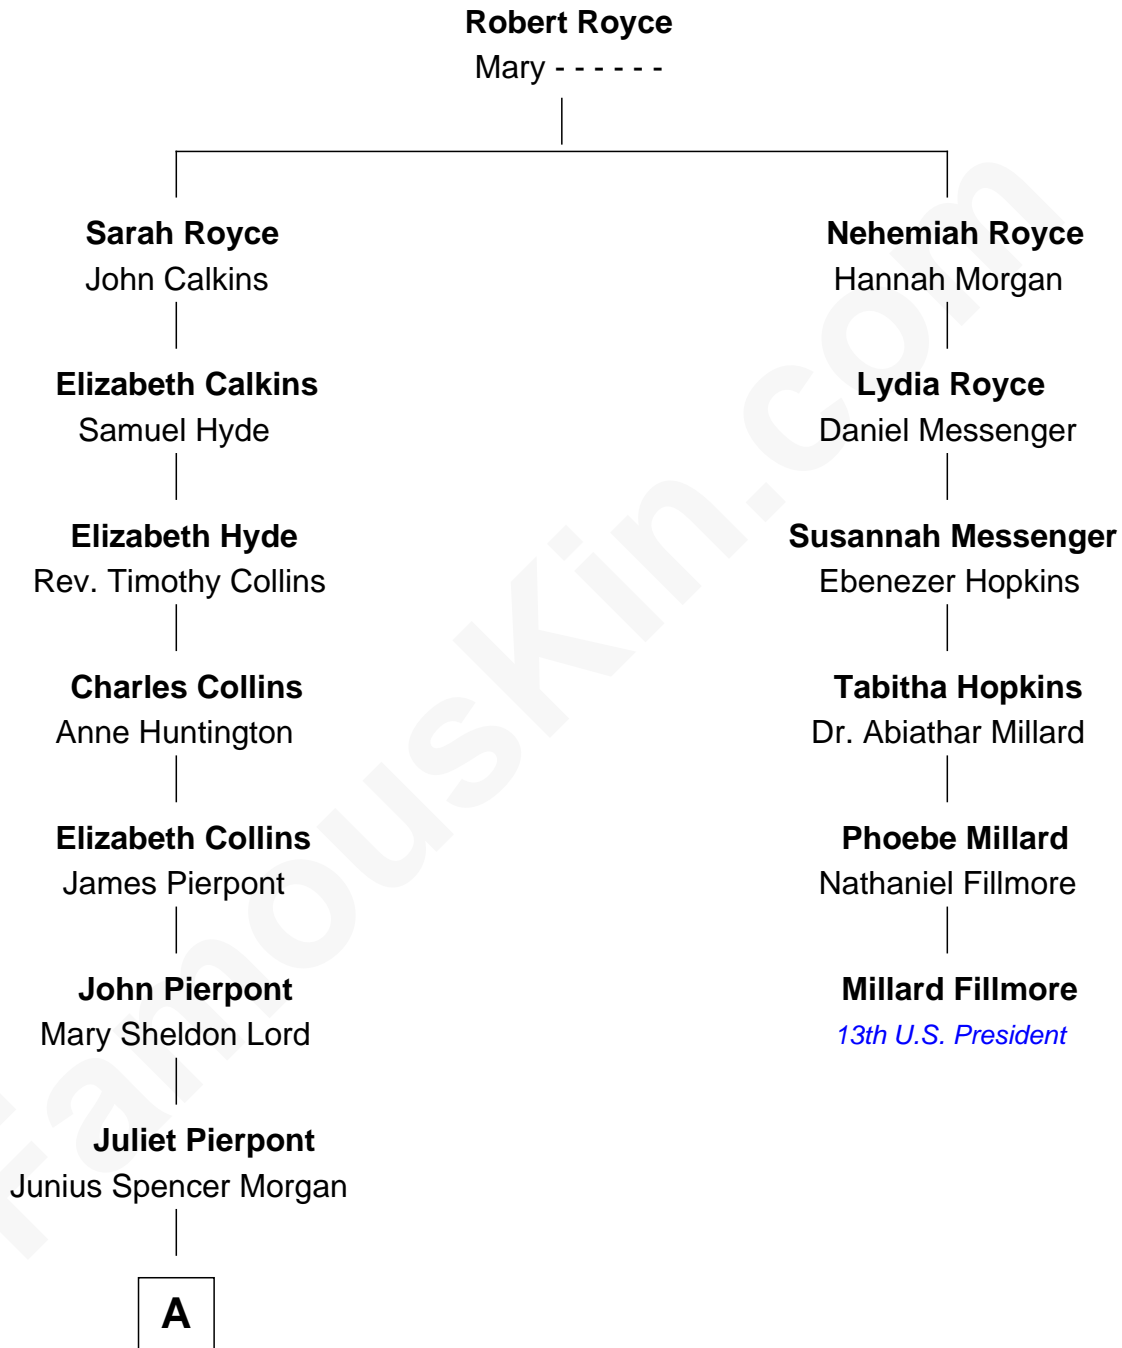 Robert Royce
Mary - - - - - -
Sarah Royce
John Calkins
Nehemiah Royce
Hannah Morgan
Elizabeth Calkins
Samuel Hyde
Lydia Royce
Daniel Messenger
Elizabeth Hyde
Rev. Timothy Collins
Susannah Messenger
Ebenezer Hopkins
Charles Collins
Anne Huntington
Tabitha Hopkins
Dr. Abiathar Millard
Elizabeth Collins
James Pierpont
Phoebe Millard
Nathaniel Fillmore
John Pierpont
Mary Sheldon Lord
Millard Fillmore
13th U.S. President
Juliet Pierpont
Junius Spencer Morgan
A
FamousKin.com